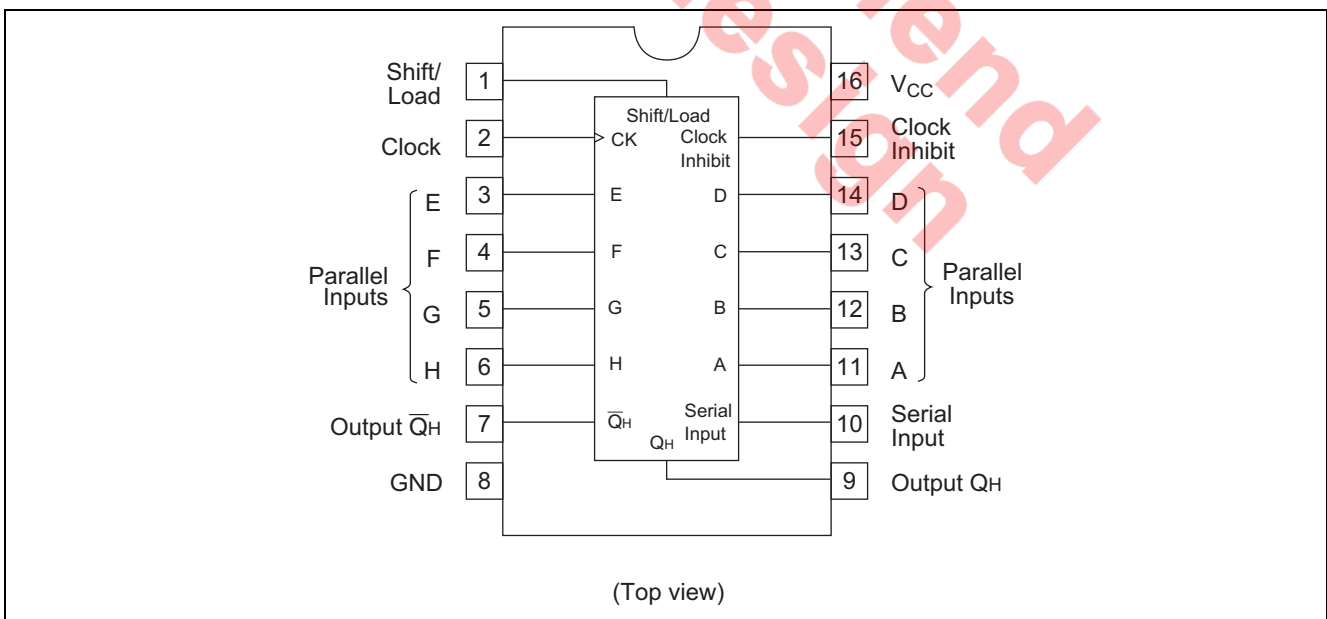 end
esign
Shift/
Load
1
16
VCC
Shift/Load
Clock
2
CK
Clock
Inhibit
15
Clock
Inhibit
E
3
E
D
14
D
F
4
F
C
13
C
Parallel
Inputs
Parallel
Inputs
G
5
G
B
12
B
H
6
H
A
11
A
Output Q̅H
7
Q̅H
Serial
Input
10
Serial
Input
QH
GND
8
9
Output QH
(Top view)